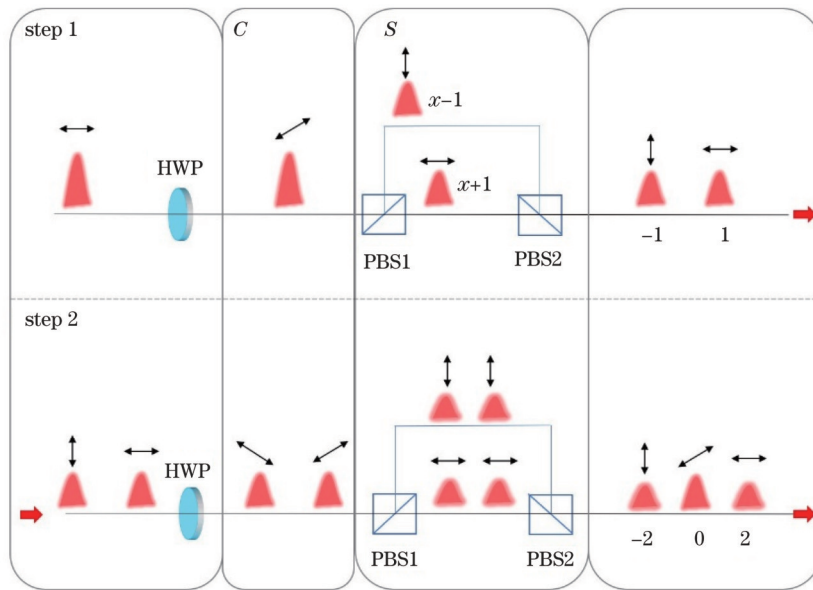 step 1
C
S
x−1
HWP
x+1
PBS1
PBS2
−1
1
step 2
HWP
PBS1
PBS2
−2
0
2